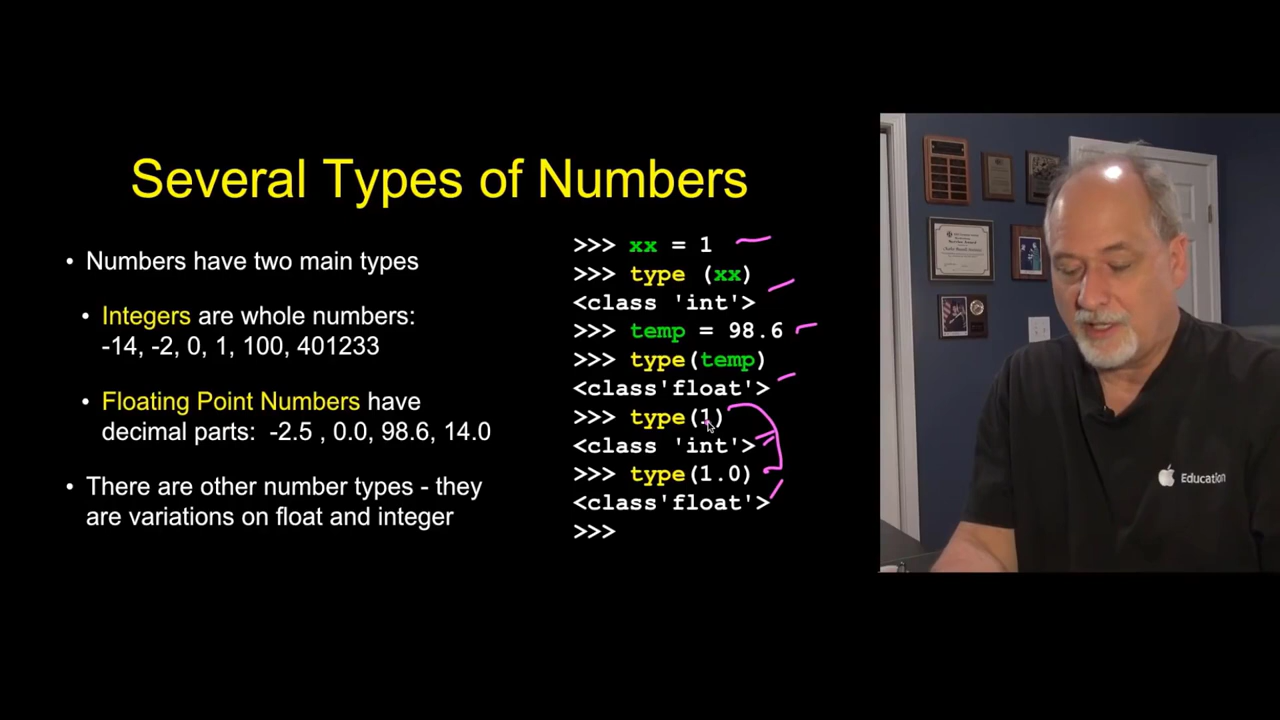 Several Types of Numbers
• Numbers have two main types
• Integers are whole numbers:
-14, -2, 0, 1, 100, 401233
• Floating Point Numbers have
decimal parts:  -2.5 , 0.0, 98.6, 14.0
• There are other number types - they
are variations on float and integer
>>> xx = 1
>>> type (xx)
<class 'int'>
>>> temp = 98.6
>>> type(temp)
<class'float'>
>>> type(1)
<class 'int'>
>>> type(1.0)
<class'float'>
>>>
Education